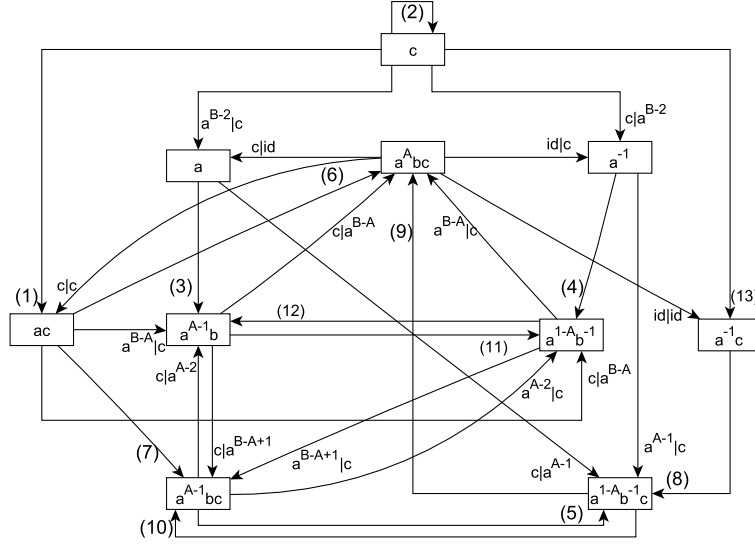 (2)
c
a^{B-2}|c
c|a^{B-2}
a
c|id
a^{A}bc
id|c
a^{-1}
(6)
c|a^{B-A}
(9)
a^{B-A}|c
c|c
(1)
(3)
(4)
(13)
id|id
ac
a^{B-A}|c
a^{A-1}b
(12)
(11)
a^{1-A}b^{-1}
a^{-1}c
c|a^{A-2}
c|a^{B-A}
a^{A-2}|c
(7)
c|a^{B-A+1}
a^{B-A+1}|c
c|a^{A-1}
a^{A-1}|c
(8)
a^{A-1}bc
a^{1-A}b^{-1}c
(10)
(5)